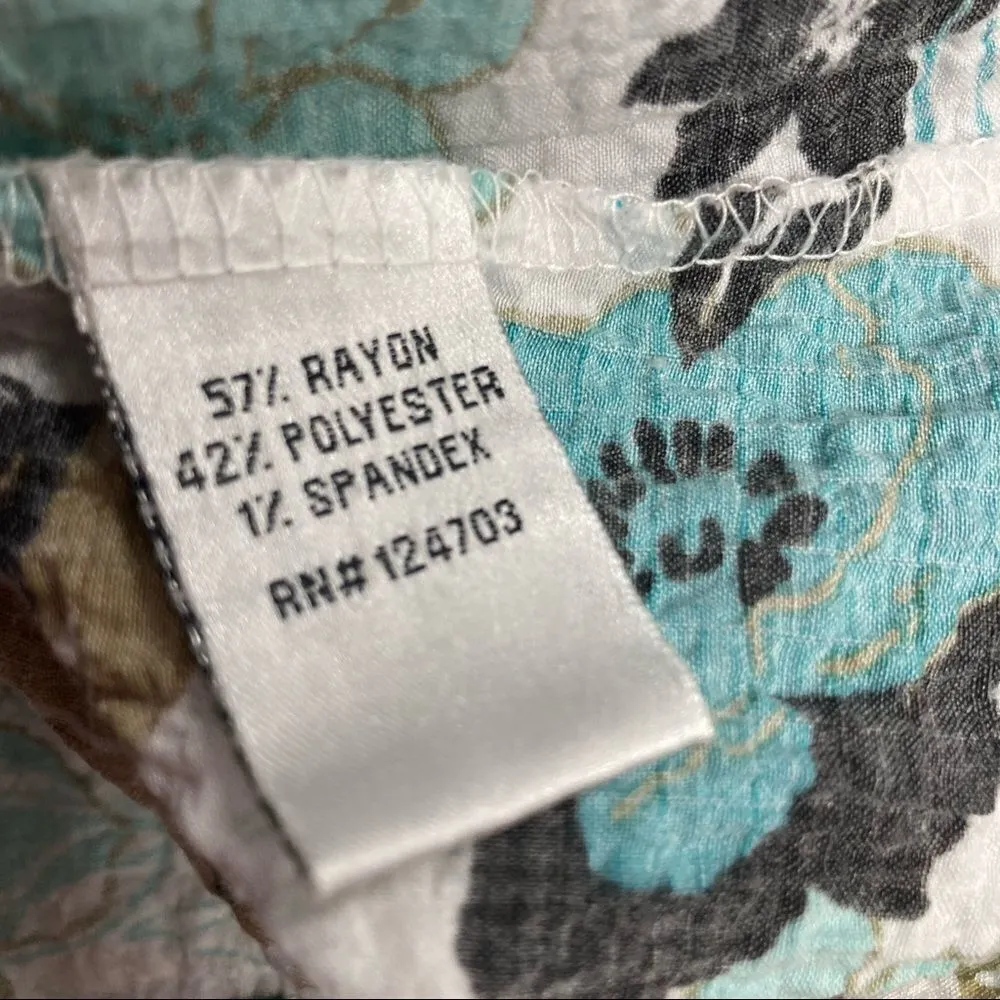 57% RAYON
42% POLYESTER
1% SPANDEX
RN#124703